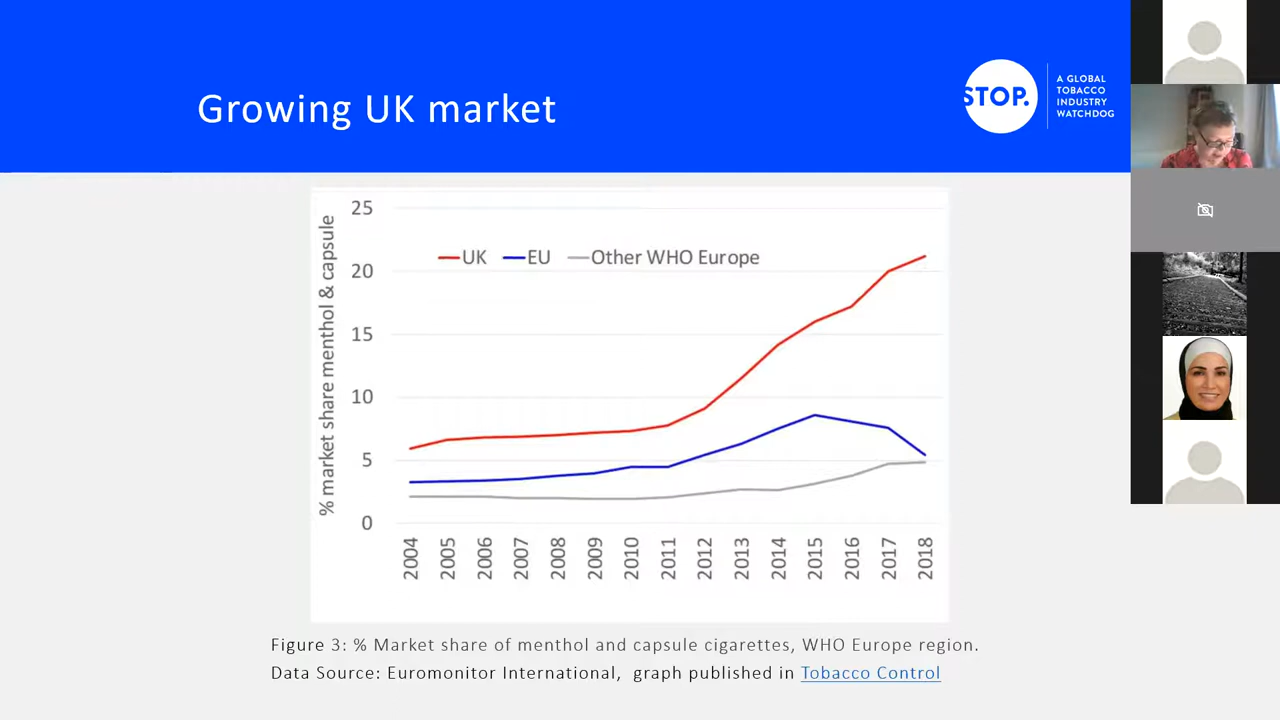 Growing UK market
STOP.
A GLOBAL
TOBACCO
INDUSTRY
WATCHDOG
% market share menthol & capsule
25
20
15
10
5
0
UK EU Other WHO Europe
2004 2005 2006 2007 2008 2009 2010 2011 2012 2013 2014 2015 2016 2017 2018
Figure 3: % Market share of menthol and capsule cigarettes, WHO Europe region.
Data Source: Euromonitor International, graph published in Tobacco Control